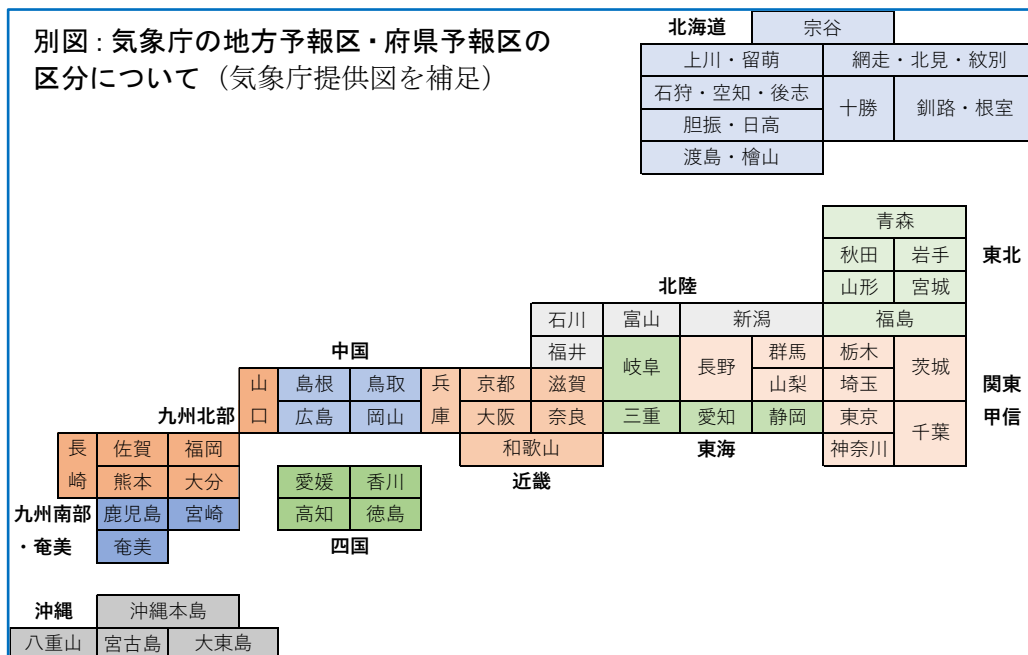 別図：気象庁の地方予報区・府県予報区の
区分について（気象庁提供図を補足）
北海道 宗谷
上川・留萌 網走・北見・紋別
石狩・空知・後志 十勝 釧路・根室
胆振・日高
渡島・檜山
青森
秋田 岩手 東北
山形 宮城
北陸
石川 富山 新潟 福島
中国
福井 岐阜 長野 群馬 栃木 茨城
山口 島根 鳥取 兵庫 京都 滋賀 山梨 埼玉 関東
九州北部 広島 岡山 大阪 奈良 三重 愛知 静岡 東京 千葉 甲信
長崎 佐賀 福岡 和歌山 東海 神奈川
熊本 大分 愛媛 香川 近畿
九州南部 鹿児島 宮崎 高知 徳島
・奄美 奄美 四国
沖縄 沖縄本島
八重山 宮古島 大東島